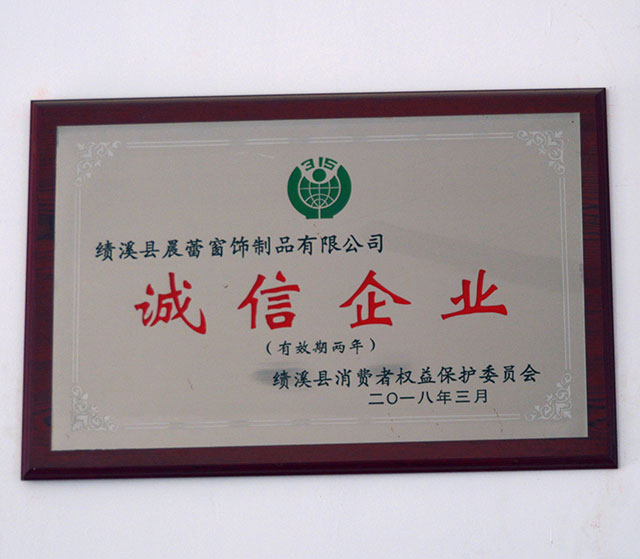 315
绩溪县晨蕾窗饰制品有限公司
诚信企业
（有效期两年）
绩溪县消费者权益保护委员会
二〇一八年三月